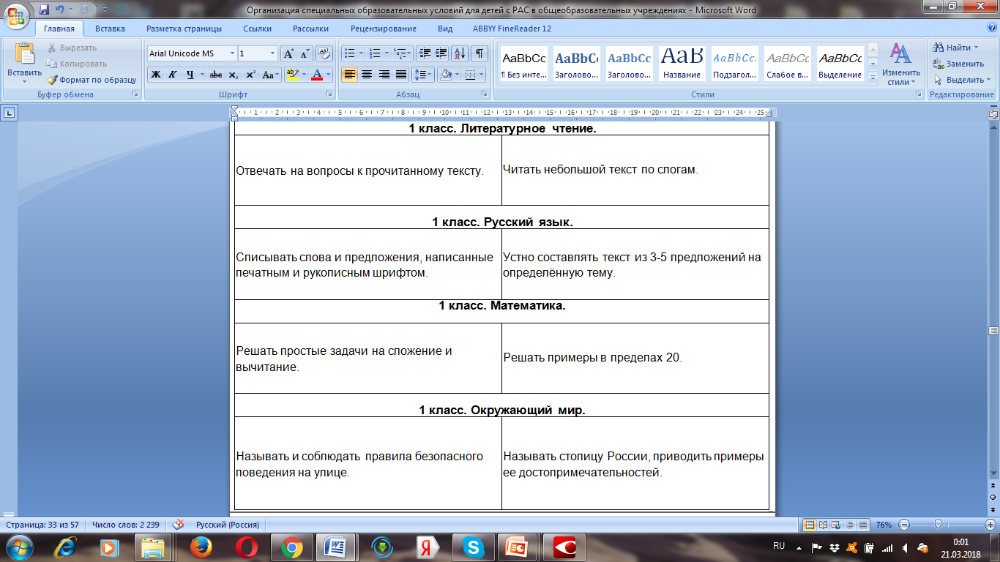 Организация специальных образовательных условий для детей с РАС в общеобразовательных учреждениях - Microsoft Word
Главная Вставка Разметка страницы Ссылки Рассылки Рецензирование Вид ABBYY FineReader 12
Вставить
Вырезать
Копировать
Формат по образцу
Буфер обмена
Arial Unicode MS 1
Ж К Ч abc x₂ x² Aa
Шрифт
Абзац
AaBbCc AaBbCc AaBbCc АаВ AaBbCc. AaBbCc AaBbCc
¶ Без инте... Заголово... Заголово... Название Подзагол... Слабое в... Выделение
Изменить стили
Стили
Найти
Заменить
Выделить
Редактирование
1 2 3 4 5 6 7 8 9 10 11 12 13 14 15 16 17 18 19 20 21 22 23 24 25
1 класс. Литературное чтение.
Отвечать на вопросы к прочитанному тексту.
Читать небольшой текст по слогам.
1 класс. Русский язык.
Списывать слова и предложения, написанные
печатным и рукописным шрифтом.
Устно составлять текст из 3-5 предложений на
определённую тему.
1 класс. Математика.
Решать простые задачи на сложение и
вычитание.
Решать примеры в пределах 20.
1 класс. Окружающий мир.
Называть и соблюдать правила безопасного
поведения на улице.
Называть столицу России, приводить примеры
ее достопримечательностей.
Страница: 33 из 57 Число слов: 2 239 Русский (Россия) 76%
RU 0:01
21.03.2018